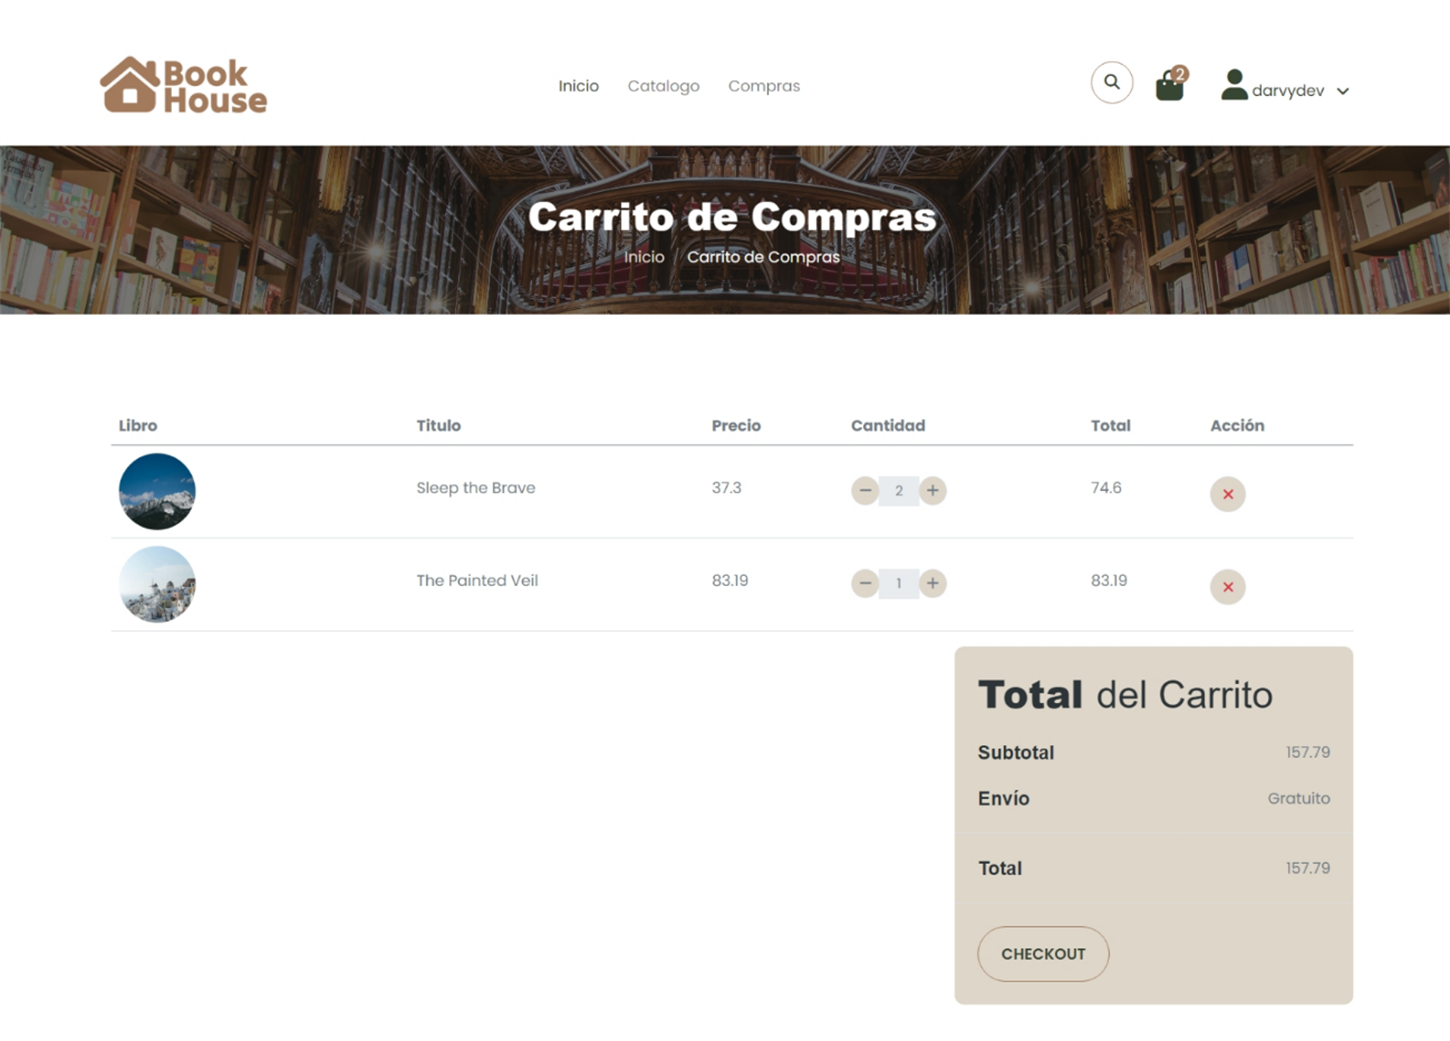 Book
House
Inicio Catalogo Compras
2
darvydev
Carrito de Compras
Inicio Carrito de Compras
Libro Titulo Precio Cantidad Total Acción
Sleep the Brave 37.3 − 2 + 74.6 ×
The Painted Veil 83.19 − 1 + 83.19 ×
Total del Carrito
Subtotal 157.79
Envío Gratuito
Total 157.79
CHECKOUT